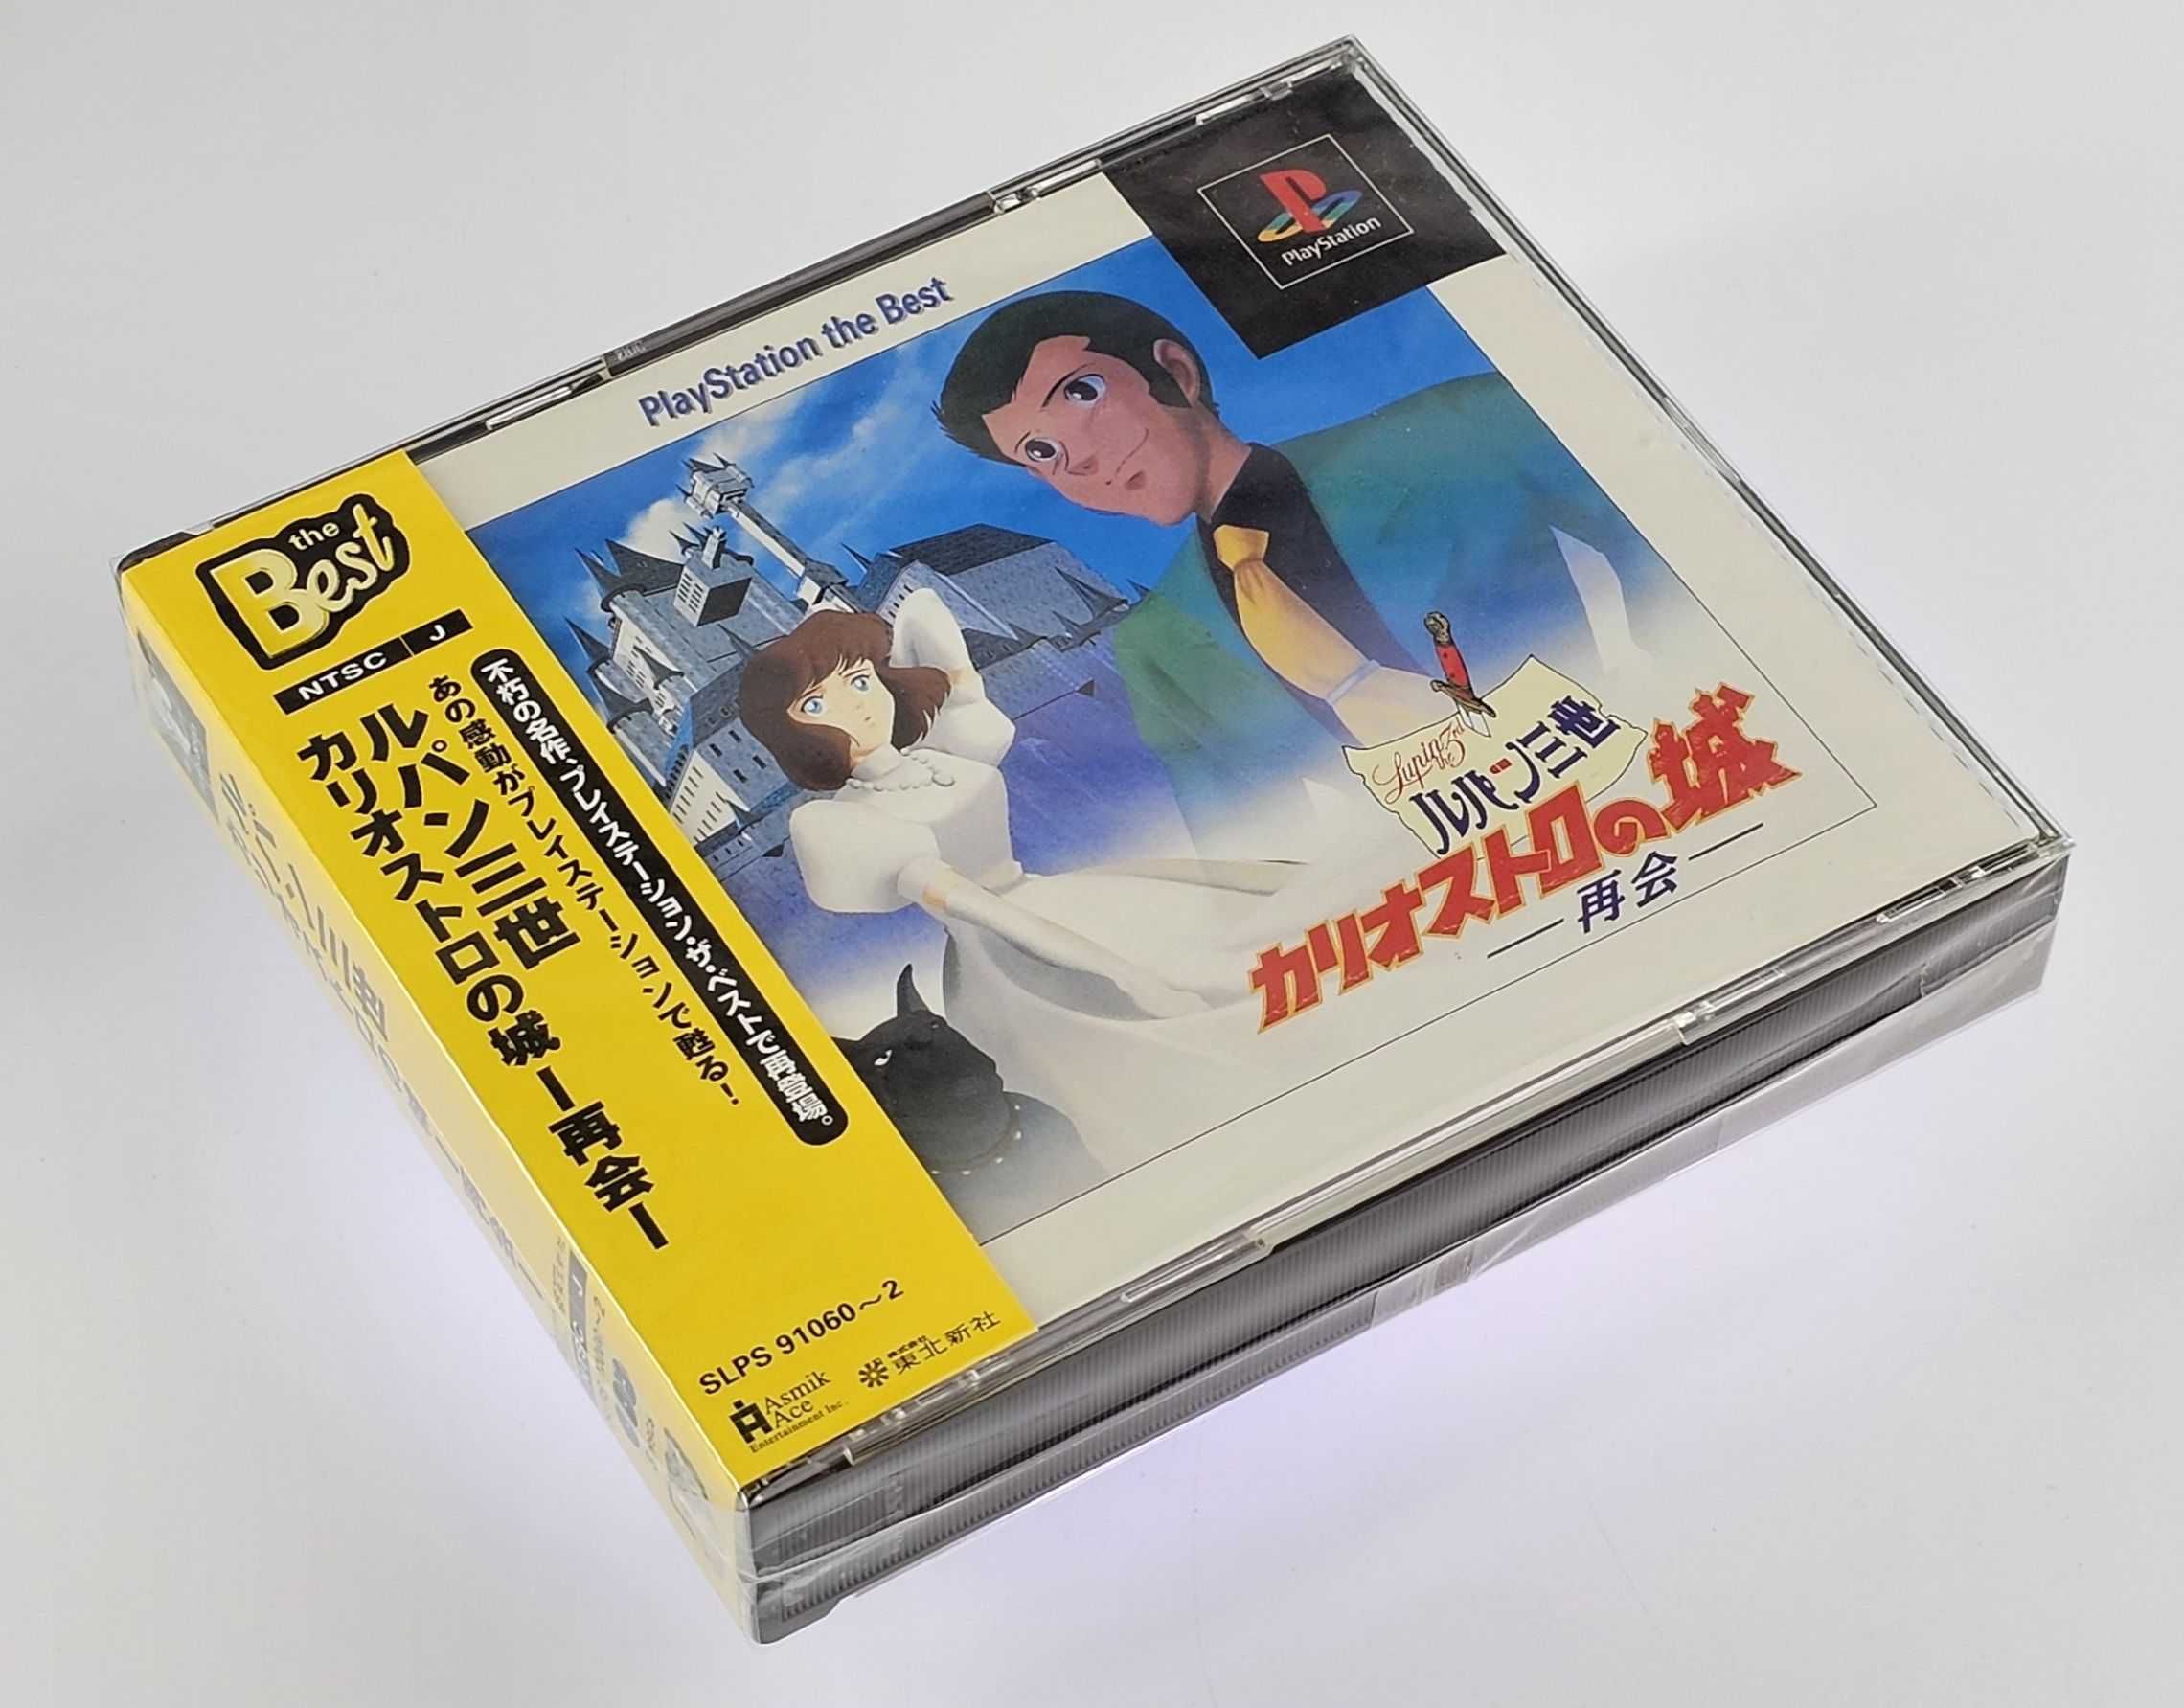 the
Best
NTSC J
不朽の名作、プレイステーション・ザ・ベストで再登場。
あの感動がプレイステーションで甦る!
ルパン三世
カリオストロの城 ー再会ー
SLPS 91060～2
Asmik
Ace
Entertainment Inc.
株式会社
東北新社
PlayStation the Best
PlayStation
Lupin the 3rd
ルパン三世
カリオストロの城
再会